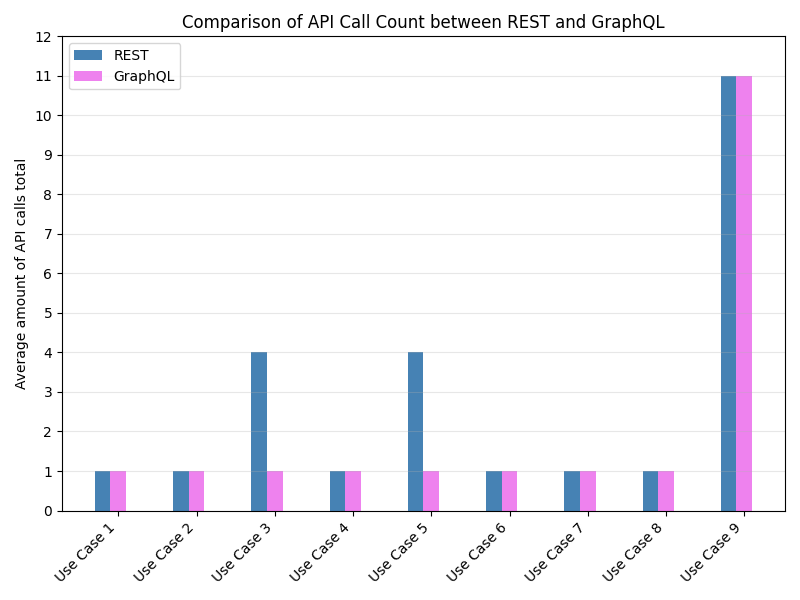 Comparison of API Call Count between REST and GraphQL
REST
GraphQL
Average amount of API calls total
12
11
10
9
8
7
6
5
4
3
2
1
0
Use Case 1
Use Case 2
Use Case 3
Use Case 4
Use Case 5
Use Case 6
Use Case 7
Use Case 8
Use Case 9